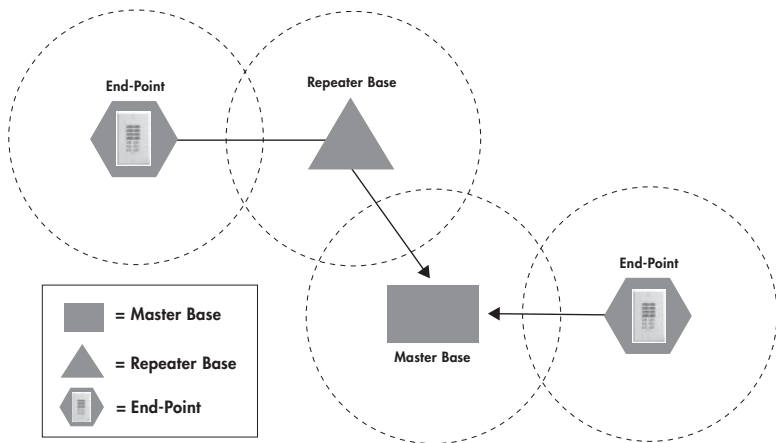 End-Point
Repeater Base
End-Point
Master Base
= Master Base
= Repeater Base
= End-Point